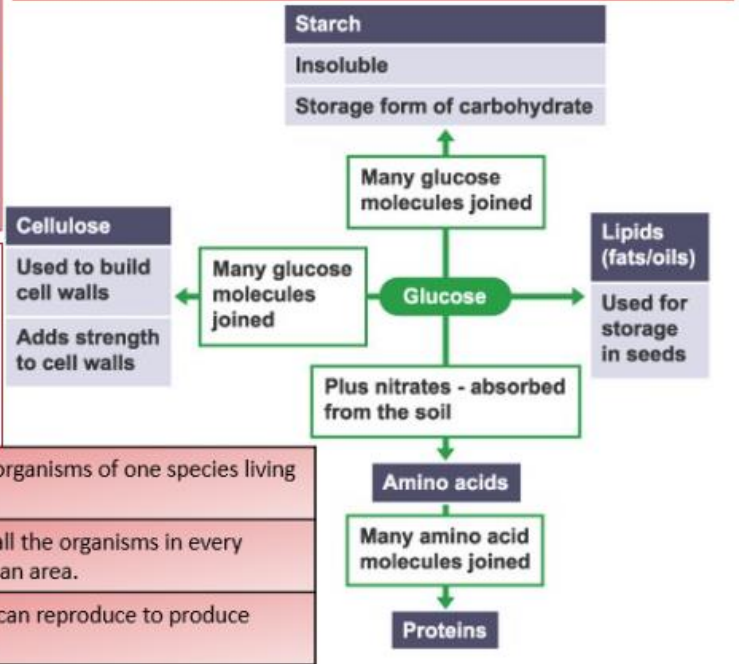 Starch
Insoluble
Storage form of carbohydrate
Many glucose
molecules joined
Cellulose
Used to build
cell walls
Adds strength
to cell walls
Many glucose
molecules
joined
Glucose
Lipids
(fats/oils)
Used for
storage
in seeds
Plus nitrates - absorbed
from the soil
Amino acids
Many amino acid
molecules joined
Proteins
organisms of one species living
all the organisms in every
an area.
can reproduce to produce